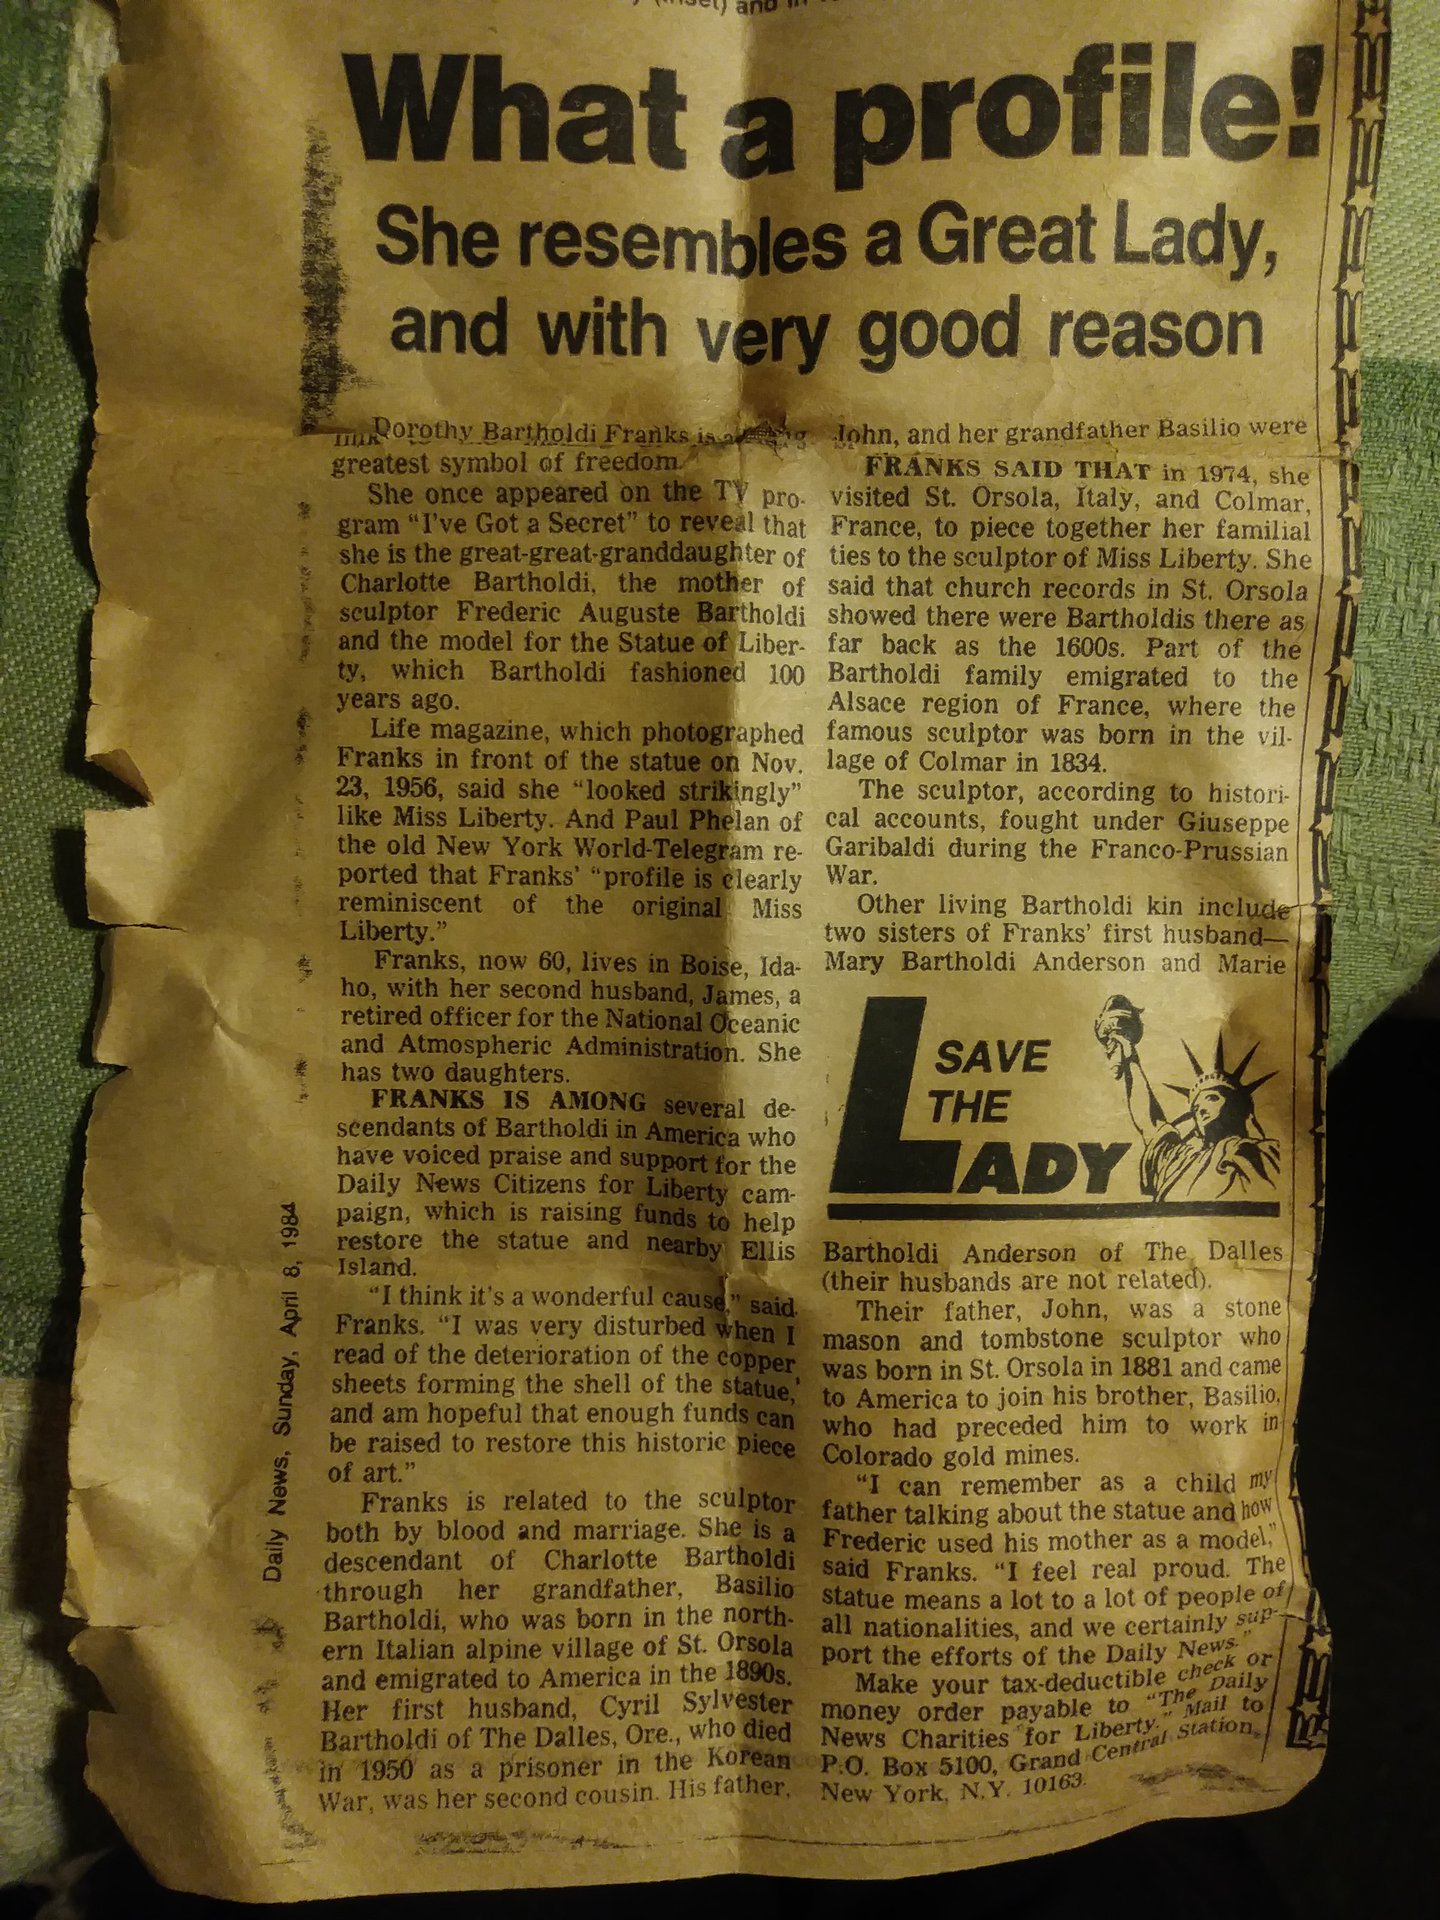 and in
What a profile!
She resembles a Great Lady,
and with very good reason
Dorothy Bartholdi Franks is a
greatest symbol of freedom.
She once appeared on the TV pro-
gram “I’ve Got a Secret” to reveal that
she is the great-great-granddaughter of
Charlotte Bartholdi, the mother of
sculptor Frederic Auguste Bartholdi
and the model for the Statue of Liber-
ty, which Bartholdi fashioned 100
years ago.
Life magazine, which photographed
Franks in front of the statue on Nov.
23, 1956, said she “looked strikingly”
like Miss Liberty. And Paul Phelan of
the old New York World-Telegram re-
ported that Franks’ “profile is clearly
reminiscent of the original Miss
Liberty.”
Franks, now 60, lives in Boise, Ida-
ho, with her second husband, James, a
retired officer for the National Oceanic
and Atmospheric Administration. She
has two daughters.
FRANKS IS AMONG several de-
scendants of Bartholdi in America who
have voiced praise and support for the
Daily News Citizens for Liberty cam-
paign, which is raising funds to help
restore the statue and nearby Ellis
Island.
“I think it’s a wonderful cause,” said
Franks. “I was very disturbed when I
read of the deterioration of the copper
sheets forming the shell of the statue,
and am hopeful that enough funds can
be raised to restore this historic piece
of art.”
Franks is related to the sculptor
both by blood and marriage. She is a
descendant of Charlotte Bartholdi
through her grandfather, Basilio
Bartholdi, who was born in the north-
ern Italian alpine village of St. Orsola
and emigrated to America in the 1890s.
Her first husband, Cyril Sylvester
Bartholdi of The Dalles, Ore., who died
in 1950 as a prisoner in the Korean
War, was her second cousin. His father,
John, and her grandfather Basilio were
FRANKS SAID THAT in 1974, she
visited St. Orsola, Italy, and Colmar,
France, to piece together her familial
ties to the sculptor of Miss Liberty. She
said that church records in St. Orsola
showed there were Bartholdis there as
far back as the 1600s. Part of the
Bartholdi family emigrated to the
Alsace region of France, where the
famous sculptor was born in the vil-
lage of Colmar in 1834.
The sculptor, according to histori-
cal accounts, fought under Giuseppe
Garibaldi during the Franco-Prussian
War.
Other living Bartholdi kin include
two sisters of Franks’ first husband—
Mary Bartholdi Anderson and Marie
SAVE
THE
LADY
Bartholdi Anderson of The Dalles
(their husbands are not related).
Their father, John, was a stone
mason and tombstone sculptor who
was born in St. Orsola in 1881 and came
to America to join his brother, Basilio,
who had preceded him to work in
Colorado gold mines.
“I can remember as a child my
father talking about the statue and how
Frederic used his mother as a model,”
said Franks. “I feel real proud. The
statue means a lot to a lot of people of
all nationalities, and we certainly sup-
port the efforts of the Daily News.”
Make your tax-deductible check or
money order payable to “The Daily
News Charities for Liberty.” Mail to
P.O. Box 5100, Grand Central Station,
New York, N.Y. 10163.
Daily News, Sunday, April 8, 1984